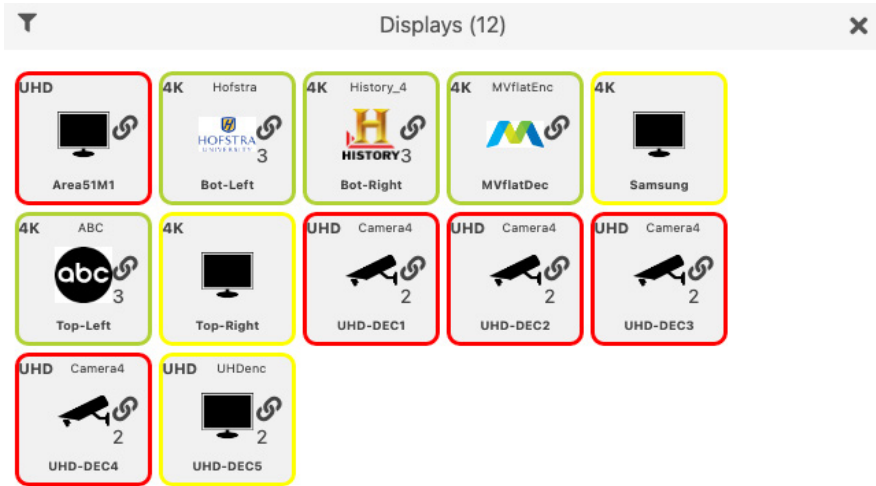 Displays (12)
UHD
Area51M1
4K Hofstra
HOFSTRA
UNIVERSITY
3
Bot-Left
4K History_4
H
HISTORY 3
Bot-Right
4K MVflatEnc
MVflatDec
4K
Samsung
4K ABC
abc
3
Top-Left
4K
Top-Right
UHD Camera4
2
UHD-DEC1
UHD Camera4
2
UHD-DEC2
UHD Camera4
2
UHD-DEC3
UHD Camera4
2
UHD-DEC4
UHD UHDenc
2
UHD-DEC5